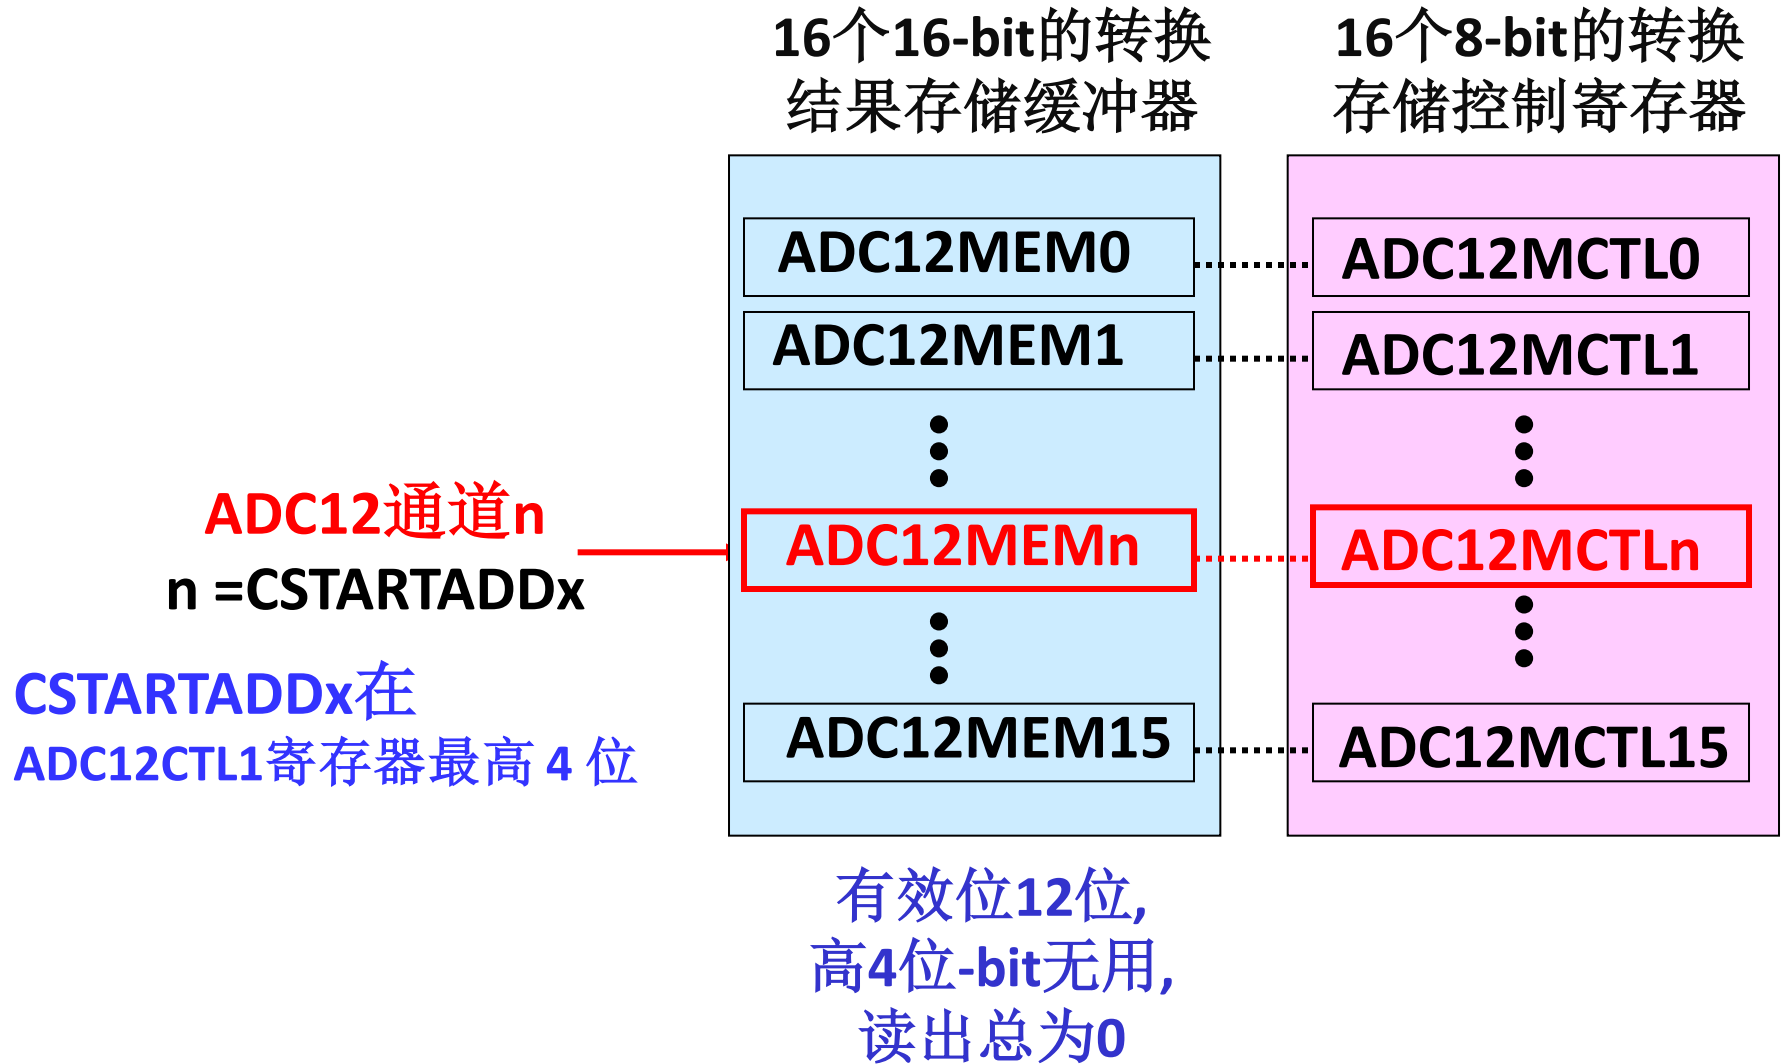 16个16-bit的转换
结果存储缓冲器
16个8-bit的转换
存储控制寄存器
ADC12MEM0
ADC12MCTL0
ADC12MEM1
ADC12MCTL1
ADC12通道n
n =CSTARTADDx
ADC12MEMn
ADC12MCTLn
CSTARTADDx在
ADC12CTL1寄存器最高 4 位
ADC12MEM15
ADC12MCTL15
有效位12位,
高4位-bit无用,
读出总为0